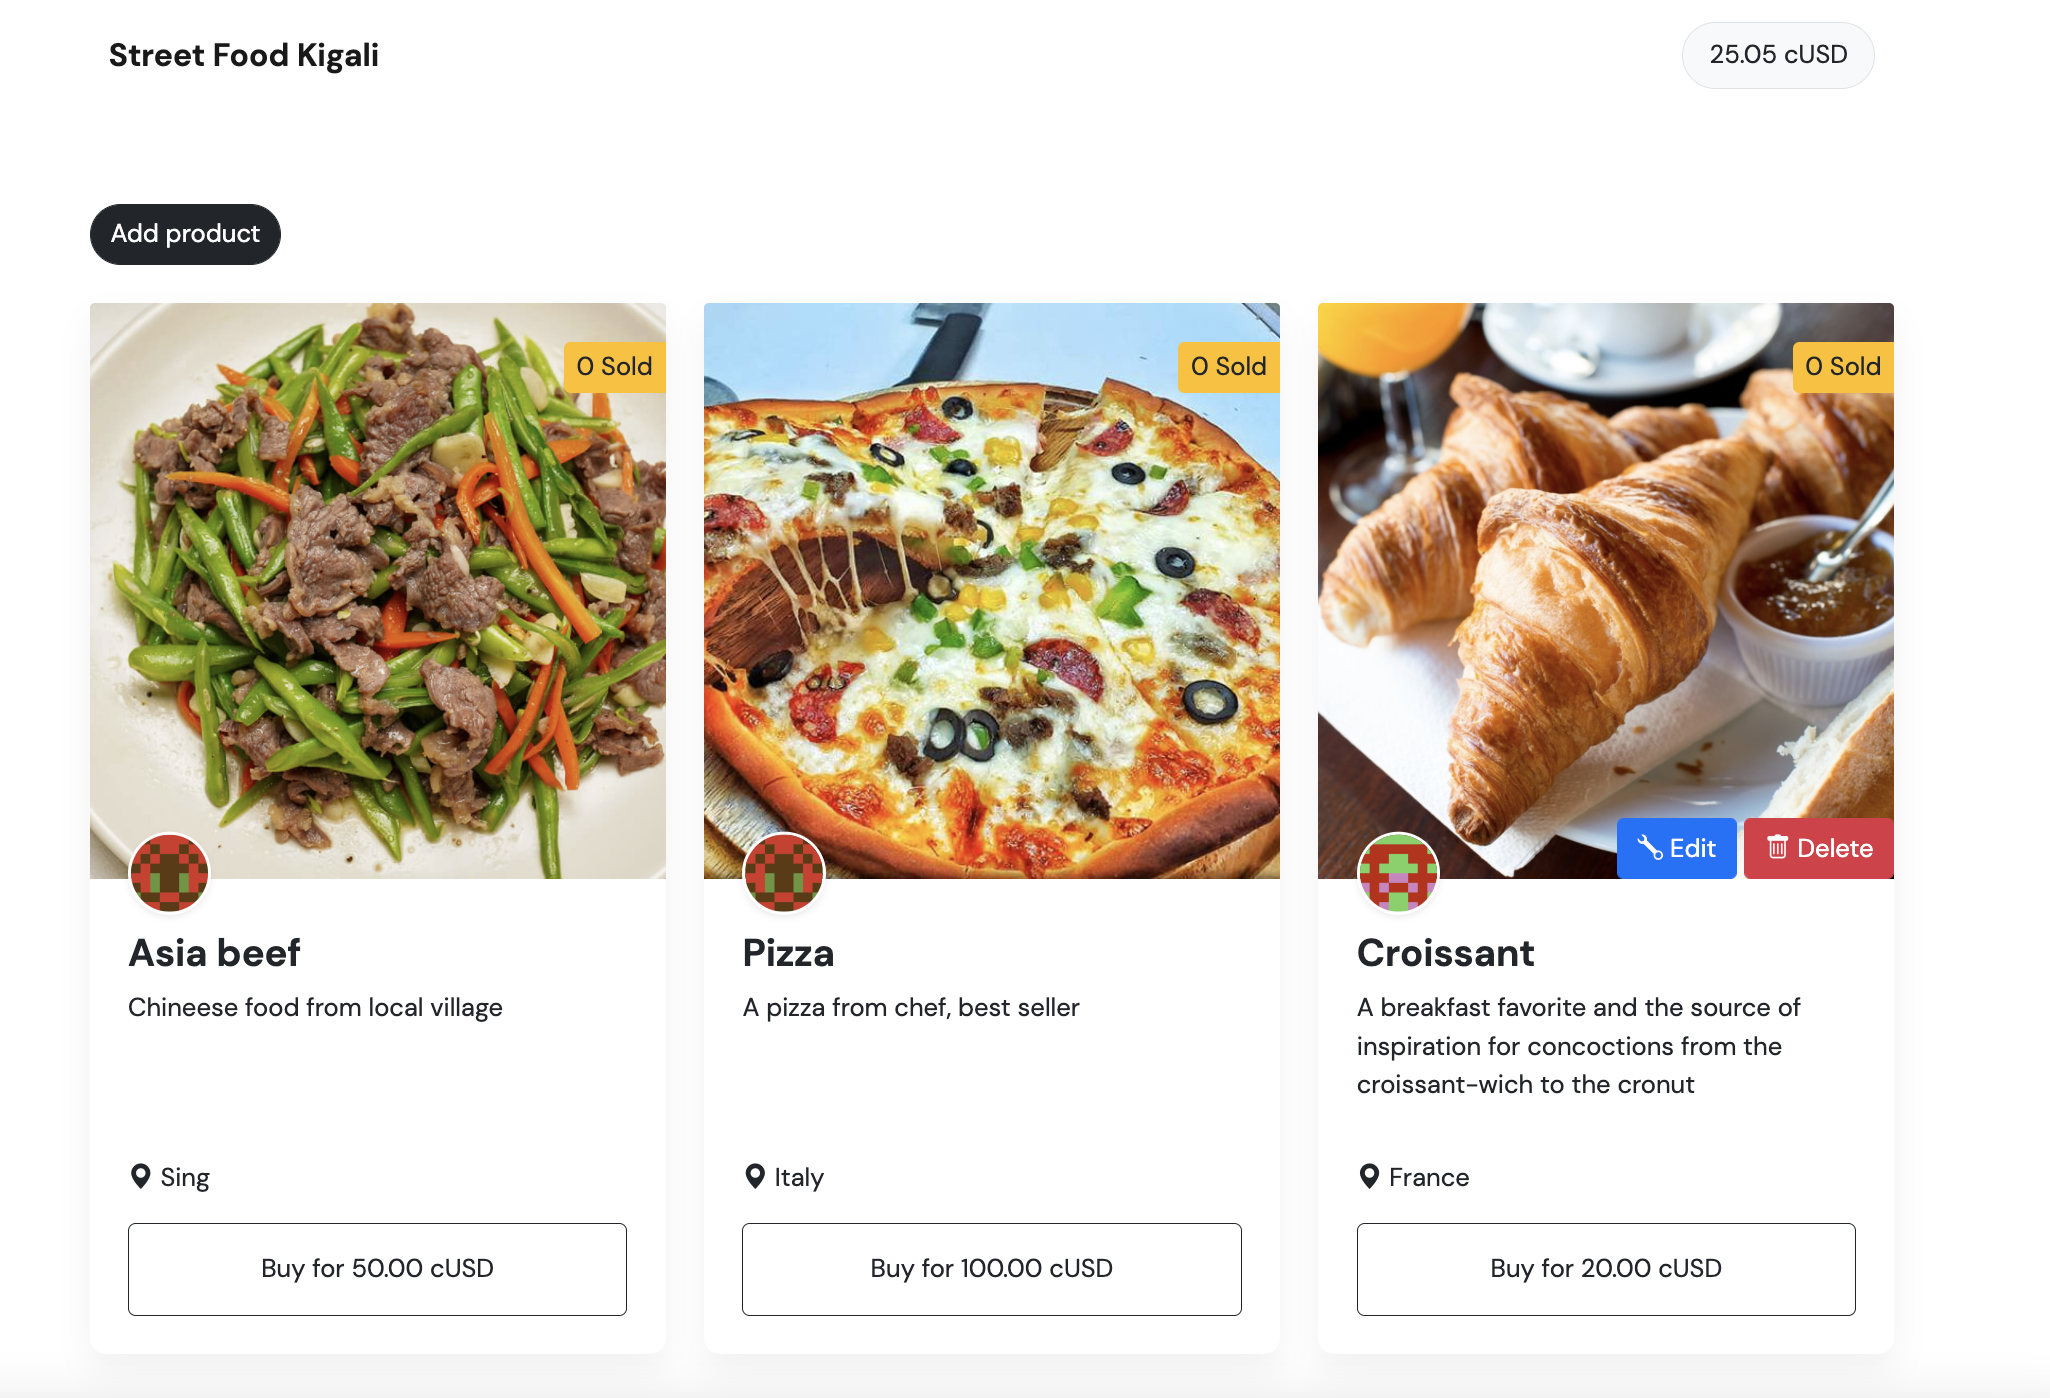 Street Food Kigali
25.05 cUSD
Add product
0 Sold
0 Sold
0 Sold
Edit
Delete
Asia beef
Chineese food from local village
Sing
Buy for 50.00 cUSD
Pizza
A pizza from chef, best seller
Italy
Buy for 100.00 cUSD
Croissant
A breakfast favorite and the source of
inspiration for concoctions from the
croissant-wich to the cronut
France
Buy for 20.00 cUSD